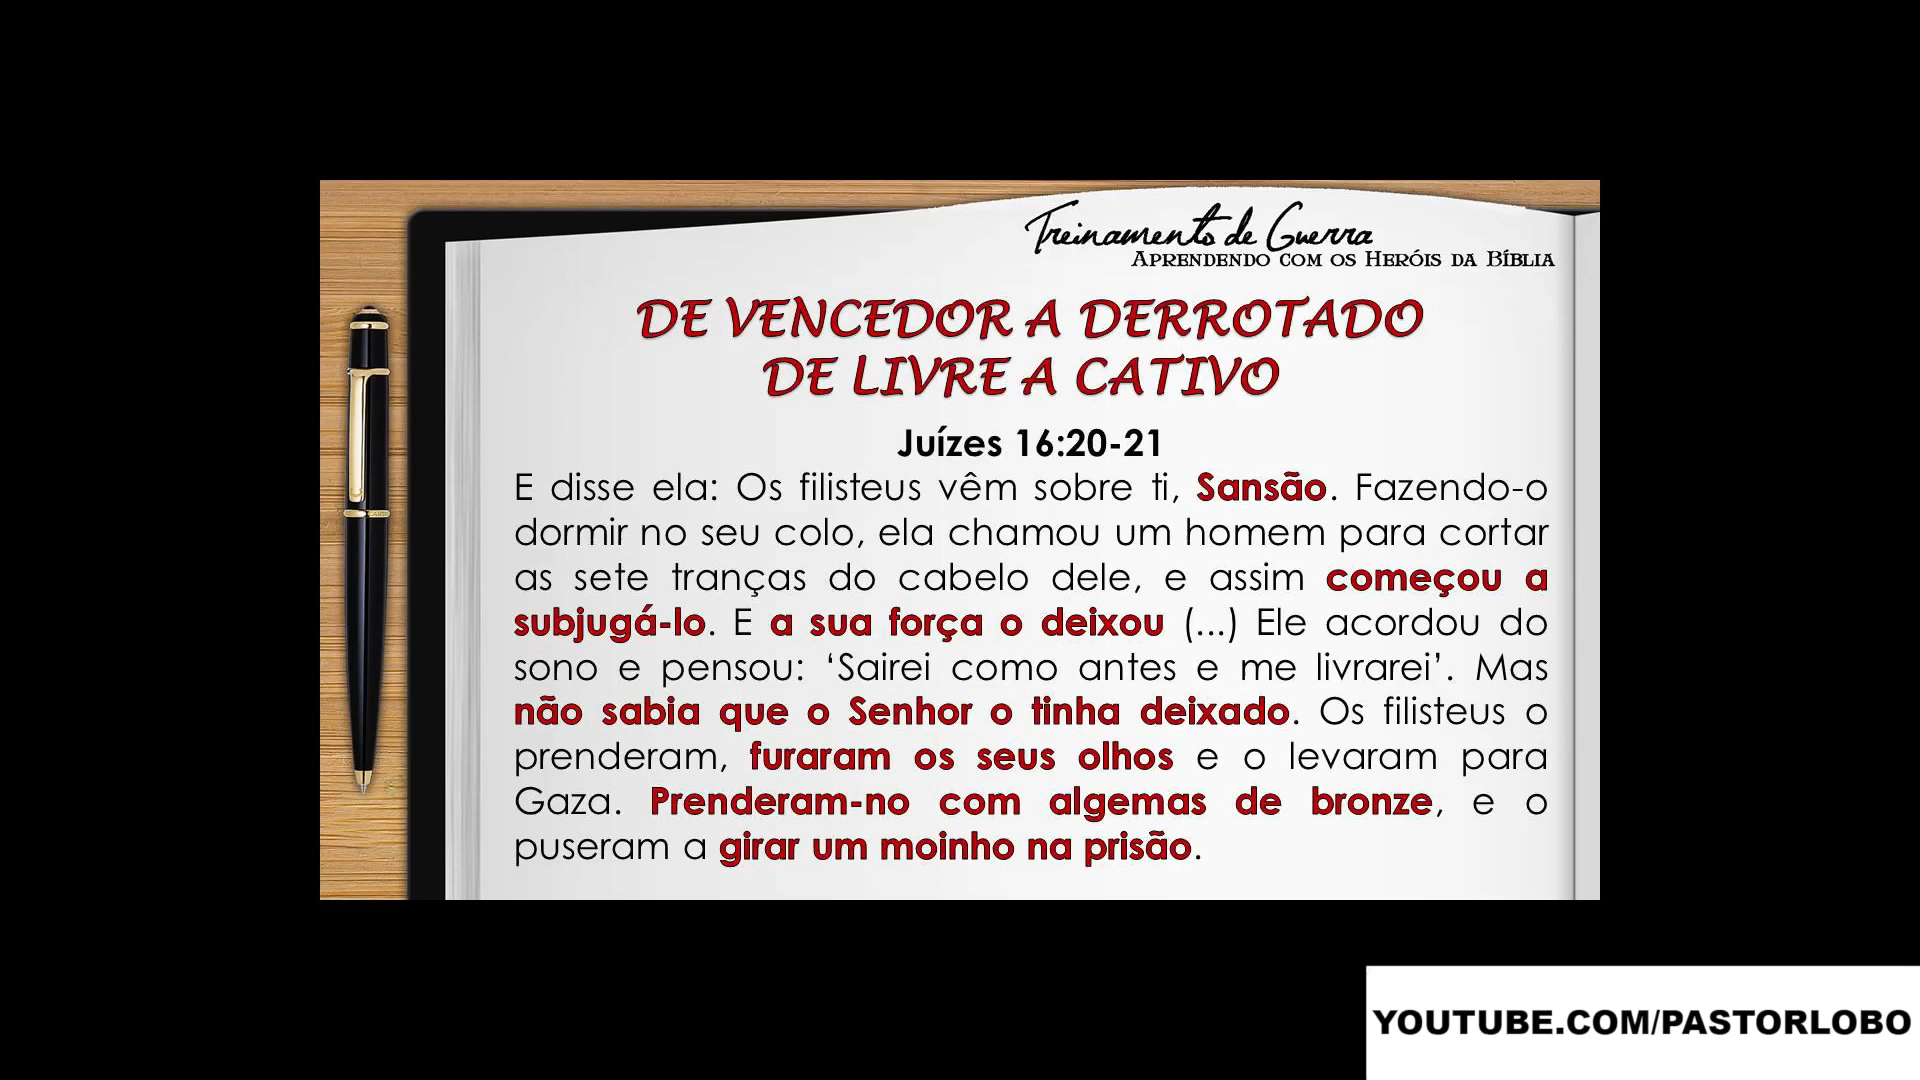 Treinamento de Guerra
Aprendendo com os Heróis da Bíblia
DE VENCEDOR A DERROTADO
DE LIVRE A CATIVO
Juízes 16:20-21
E disse ela: Os filisteus vêm sobre ti, Sansão. Fazendo-o
dormir no seu colo, ela chamou um homem para cortar
as sete tranças do cabelo dele, e assim começou a
subjugá-lo. E a sua força o deixou (...) Ele acordou do
sono e pensou: ‘Sairei como antes e me livrarei’. Mas
não sabia que o Senhor o tinha deixado. Os filisteus o
prenderam, furaram os seus olhos e o levaram para
Gaza. Prenderam-no com algemas de bronze, e o
puseram a girar um moinho na prisão.
YOUTUBE.COM/PASTORLOBO